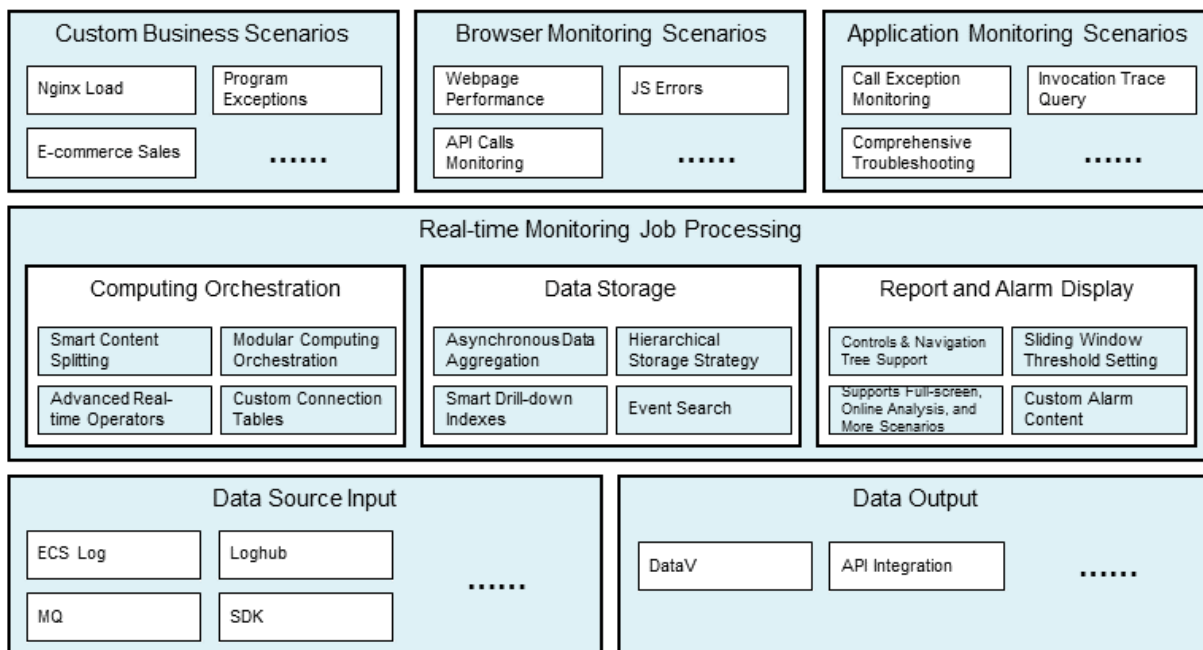 Custom Business Scenarios
Nginx Load
Program
Exceptions
E-commerce Sales
......
Browser Monitoring Scenarios
Webpage
Performance
JS Errors
API Calls
Monitoring
......
Application Monitoring Scenarios
Call Exception
Monitoring
Invocation Trace
Query
Comprehensive
Troubleshooting
......
Real-time Monitoring Job Processing
Computing Orchestration
Smart Content
Splitting
Modular Computing
Orchestration
Advanced Real-
time Operators
Custom Connection
Tables
Data Storage
Asynchronous Data
Aggregation
Hierarchical
Storage Strategy
Smart Drill-down
Indexes
Event Search
Report and Alarm Display
Controls & Navigation
Tree Support
Sliding Window
Threshold Setting
Supports Full-screen,
Online Analysis, and
More Scenarios
Custom Alarm
Content
Data Source Input
ECS Log
Loghub
MQ
SDK
......
Data Output
DataV
API Integration
......